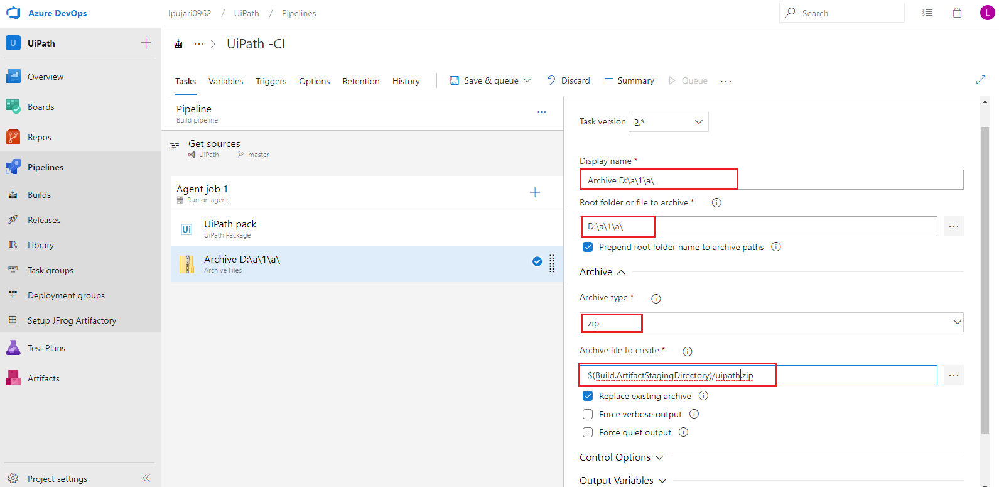 Azure DevOps
lpujari0962 / UiPath / Pipelines
Search
L
U UiPath
Overview
Boards
Repos
Pipelines
Builds
Releases
Library
Task groups
Deployment groups
Setup JFrog Artifactory
Test Plans
Artifacts
Project settings
UiPath -CI
Tasks Variables Triggers Options Retention History Save & queue Discard Summary Queue
Pipeline
Build pipeline
Get sources
UiPath master
Agent job 1
Run on agent
Ui
UiPath pack
UiPath Package
Archive D:\a\1\a\
Archive Files
Task version 2.*
Display name *
Archive D:\a\1\a\
Root folder or file to archive *
D:\a\1\a\
Prepend root folder name to archive paths
Archive
Archive type *
zip
Archive file to create *
$(Build.ArtifactStagingDirectory)/uipath.zip
Replace existing archive
Force verbose output
Force quiet output
Control Options
Output Variables